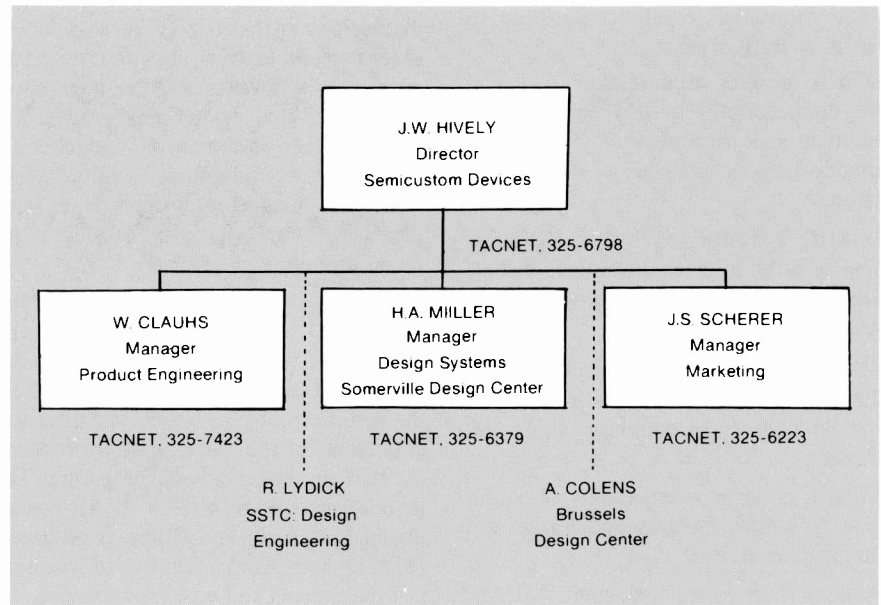 J.W. HIVELY
Director
Semicustom Devices
TACNET. 325-6798
W. CLAUHS
Manager
Product Engineering
H.A. MIILLER
Manager
Design Systems
Somerville Design Center
J.S. SCHERER
Manager
Marketing
TACNET. 325-7423
TACNET. 325-6379
TACNET. 325-6223
R. LYDICK
SSTC: Design
Engineering
A. COLENS
Brussels
Design Center